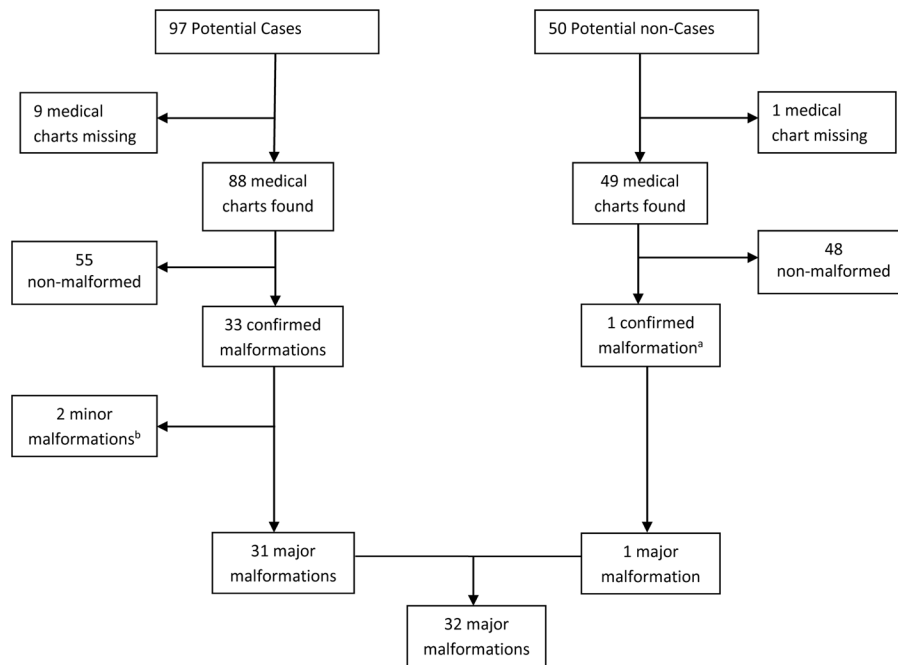 97 Potential Cases
50 Potential non-Cases
9 medical
charts missing
1 medical
chart missing
88 medical
charts found
49 medical
charts found
55
non-malformed
48
non-malformed
33 confirmed
malformations
1 confirmed
malformationᵃ
2 minor
malformationsᵇ
31 major
malformations
1 major
malformation
32 major
malformations